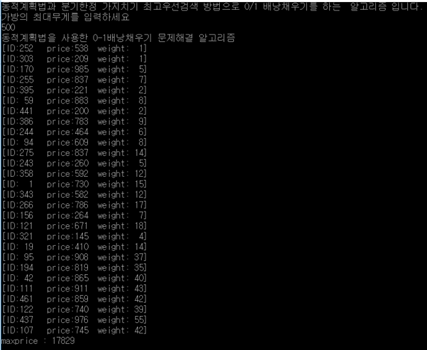 동적계획법과 분기한정 가지치기 최고우선검색 방법으로 0/1 배낭채우기를 하는  알고리즘 입니다.
가방의 최대무게를 입력하세요
500
동적계획법을 사용한 0-1배낭채우기 문제해결 알고리즘
[ID:252   price:538  weight:  1]
[ID:303   price:209  weight:  1]
[ID:170   price:985  weight:  5]
[ID:255   price:837  weight:  7]
[ID:395   price:221  weight:  2]
[ID: 59   price:883  weight:  8]
[ID:441   price:200  weight:  2]
[ID:386   price:783  weight:  9]
[ID:244   price:464  weight:  6]
[ID: 94   price:609  weight:  8]
[ID:275   price:837  weight: 14]
[ID:243   price:260  weight:  5]
[ID:358   price:592  weight: 12]
[ID:  1   price:730  weight: 15]
[ID:343   price:582  weight: 12]
[ID:266   price:786  weight: 17]
[ID:156   price:264  weight:  7]
[ID:121   price:671  weight: 18]
[ID:321   price:145  weight:  4]
[ID: 19   price:410  weight: 14]
[ID: 95   price:908  weight: 37]
[ID:194   price:819  weight: 35]
[ID: 42   price:865  weight: 40]
[ID:111   price:911  weight: 43]
[ID:461   price:859  weight: 42]
[ID:122   price:740  weight: 39]
[ID:437   price:976  weight: 55]
[ID:107   price:745  weight: 42]
maxprice : 17829